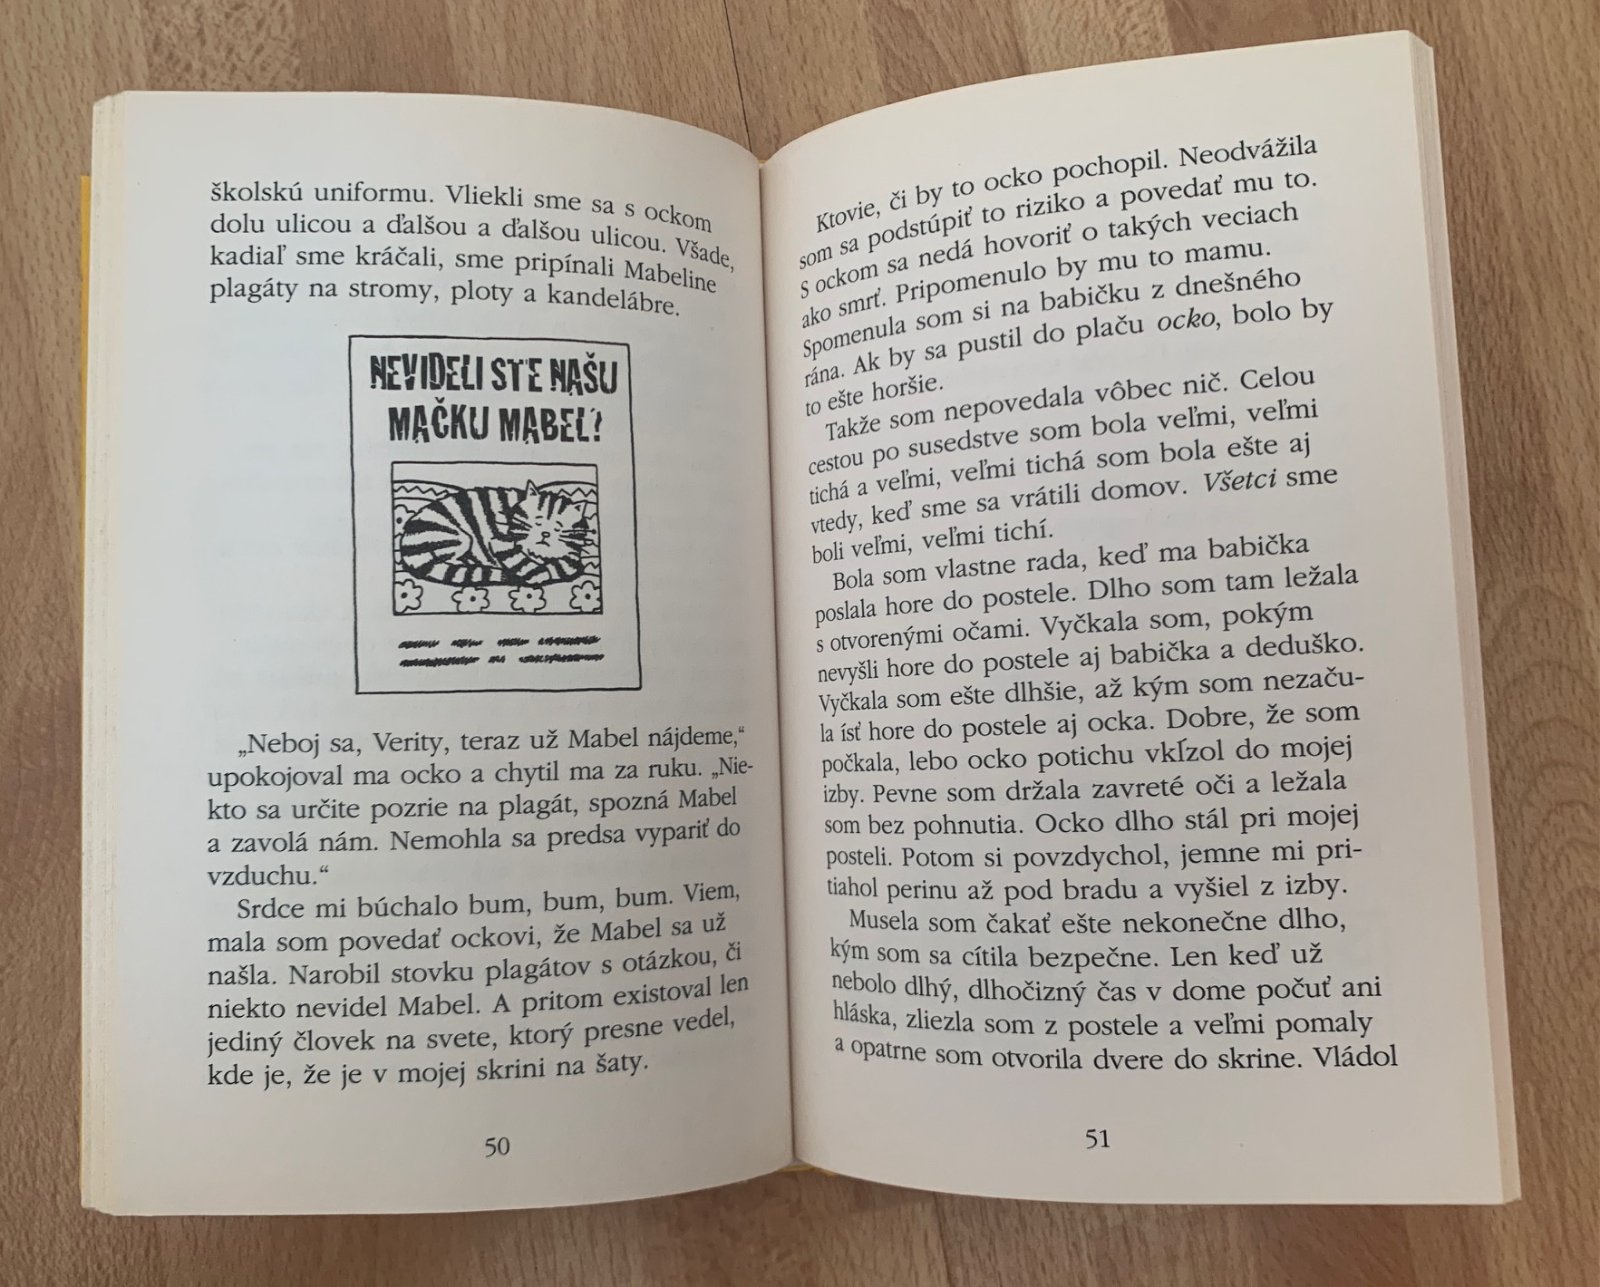 školskú uniformu. Vliekli sme sa s ockom
dolu ulicou a ďalšou a ďalšou ulicou. Všade,
kadiaľ sme kráčali, sme pripínali Mabeline
plagáty na stromy, ploty a kandelábre.
NEVIDELI STE NAŠU
MAČKU MABEL?
„Neboj sa, Verity, teraz už Mabel nájdeme,“
upokojoval ma ocko a chytil ma za ruku. „Nie-
kto sa určite pozrie na plagát, spozná Mabel
a zavolá nám. Nemohla sa predsa vypariť do
vzduchu.“
Srdce mi búchalo bum, bum, bum. Viem,
mala som povedať ockovi, že Mabel sa už
našla. Narobil stovku plagátov s otázkou, či
niekto nevidel Mabel. A pritom existoval len
jediný človek na svete, ktorý presne vedel,
kde je, že je v mojej skrini na šaty.
50
Ktovie, či by to ocko pochopil. Neodvážila
som sa podstúpiť to riziko a povedať mu to.
S ockom sa nedá hovoriť o takých veciach
ako smrť. Pripomenulo by mu to mamu.
Spomenula som si na babičku z dnešného
rána. Ak by sa pustil do plaču ocko, bolo by
to ešte horšie.
Takže som nepovedala vôbec nič. Celou
cestou po susedstve som bola veľmi, veľmi
tichá a veľmi, veľmi tichá som bola ešte aj
vtedy, keď sme sa vrátili domov. Všetci sme
boli veľmi, veľmi tichí.
Bola som vlastne rada, keď ma babička
poslala hore do postele. Dlho som tam ležala
s otvorenými očami. Vyčkala som, pokým
nevyšli hore do postele aj babička a deduško.
Vyčkala som ešte dlhšie, až kým som nezaču-
la ísť hore do postele aj ocka. Dobre, že som
počkala, lebo ocko potichu vkĺzol do mojej
izby. Pevne som držala zavreté oči a ležala
som bez pohnutia. Ocko dlho stál pri mojej
posteli. Potom si povzdychol, jemne mi pri-
tiahol perinu až pod bradu a vyšiel z izby.
Musela som čakať ešte nekonečne dlho,
kým som sa cítila bezpečne. Len keď už
nebolo dlhý, dlhočizný čas v dome počuť ani
hláska, zliezla som z postele a veľmi pomaly
a opatrne som otvorila dvere do skrine. Vládol
51